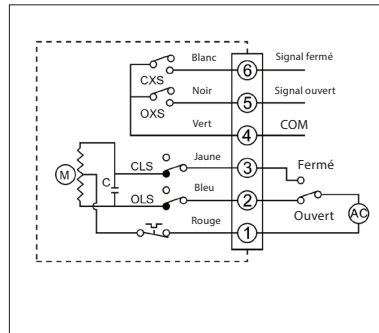 Blanc 6 Signal fermé
CXS
Noir 5 Signal ouvert
OXS
Vert 4 COM
CLS Jaune 3 Fermé
M C
OLS Bleu 2 Ouvert AC
Rouge 1